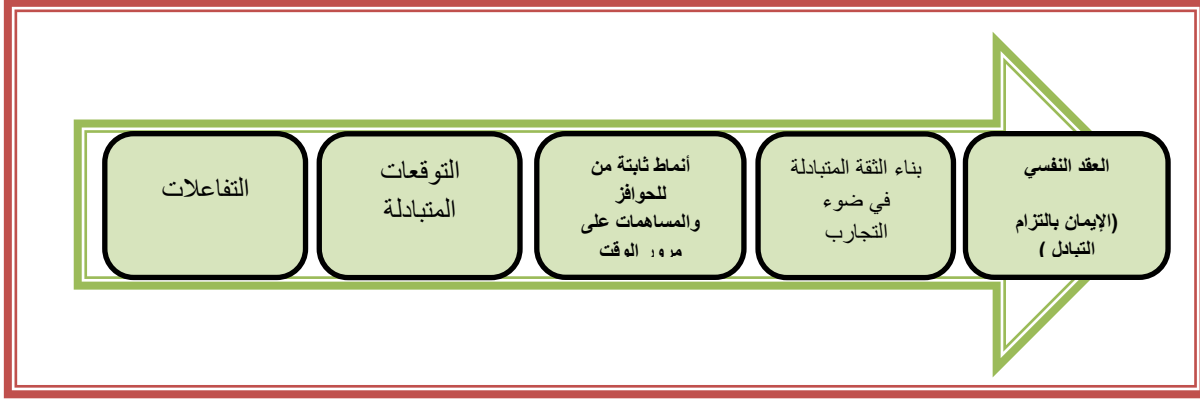 التفاعلات
التوقعات
المتبادلة
أنماط ثابتة من
للحوافز
والمساهمات على
مرور الوقت
بناء الثقة المتبادلة
في ضوء
التجارب
العقد النفسي
(الإيمان بالتزام
التبادل )